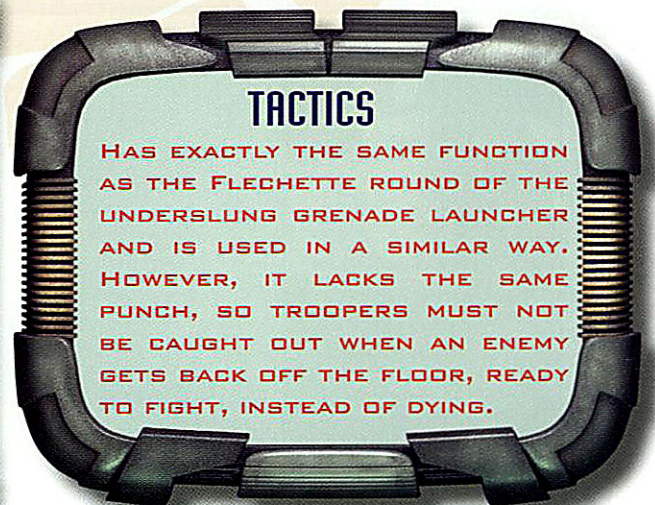 TACTICS
HAS EXACTLY THE SAME FUNCTION
AS THE FLECHETTE ROUND OF THE
UNDERSLUNG GRENADE LAUNCHER
AND IS USED IN A SIMILAR WAY.
HOWEVER, IT LACKS THE SAME
PUNCH, SO TROOPERS MUST NOT
BE CAUGHT OUT WHEN AN ENEMY
GETS BACK OFF THE FLOOR, READY
TO FIGHT, INSTEAD OF DYING.